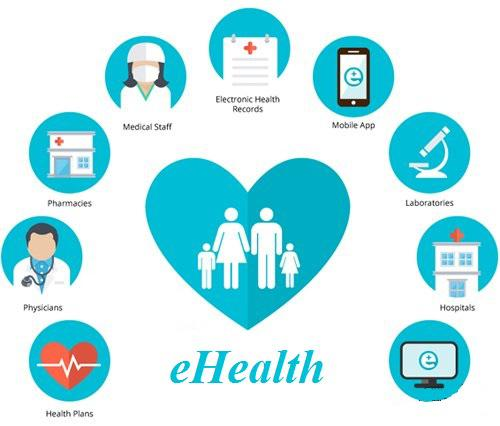 Electronic Health
Records
Medical Staff
Mobile App
Pharmacies
Laboratories
Physicians
Hospitals
eHealth
Health Plans